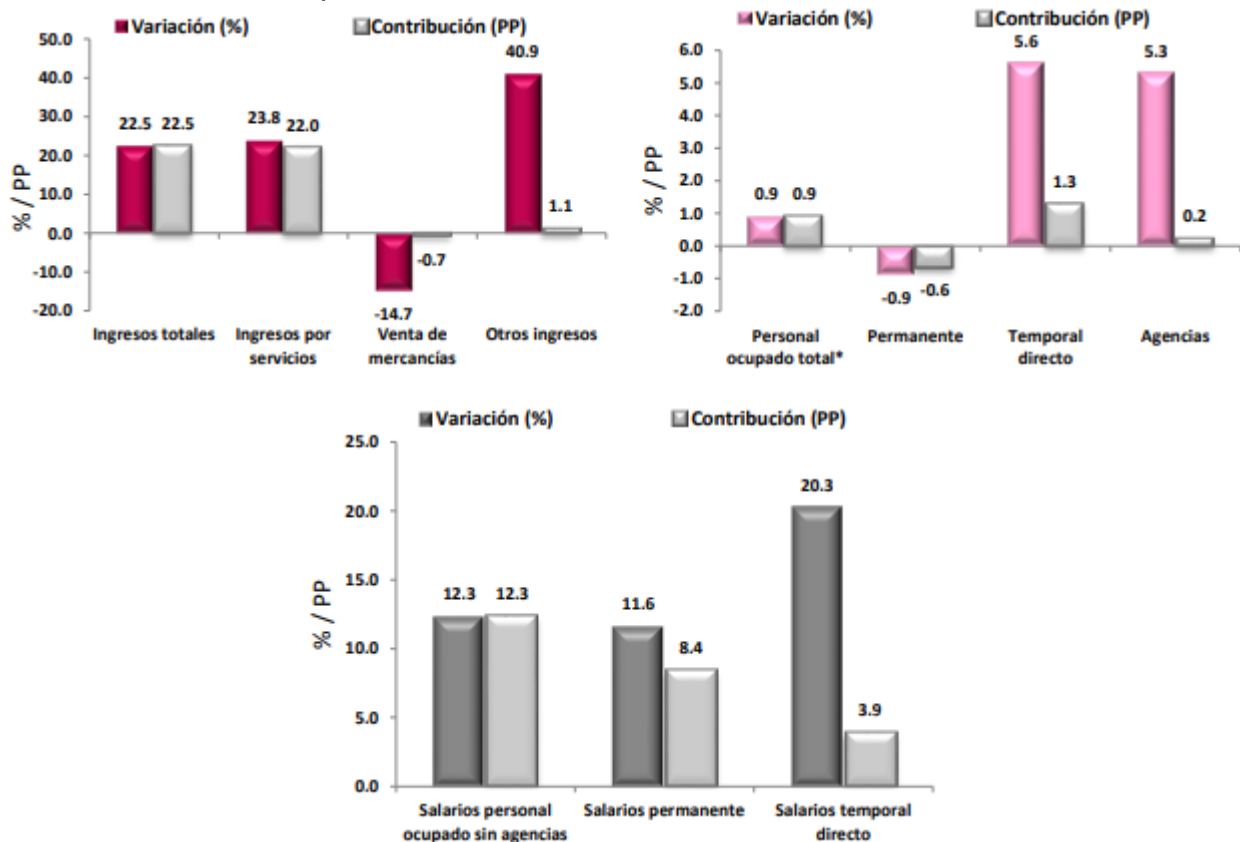 Variación (%) Contribución (PP)
50.0
40.0
30.0
20.0
10.0
0.0
-10.0
-20.0
% / PP
22.5 22.5 23.8 22.0 -14.7 -0.7 40.9 1.1
Ingresos totales Ingresos por servicios Venta de mercancías Otros ingresos
Variación (%) Contribución (PP)
6.0
5.0
4.0
3.0
2.0
1.0
0.0
-1.0
-2.0
% / PP
0.9 0.9 -0.9 -0.6 5.6 1.3 5.3 0.2
Personal ocupado total* Permanente Temporal directo Agencias
Variación (%) Contribución (PP)
25.0
20.0
15.0
10.0
5.0
0.0
% / PP
12.3 12.3 11.6 8.4 20.3 3.9
Salarios personal ocupado sin agencias Salarios permanente Salarios temporal directo